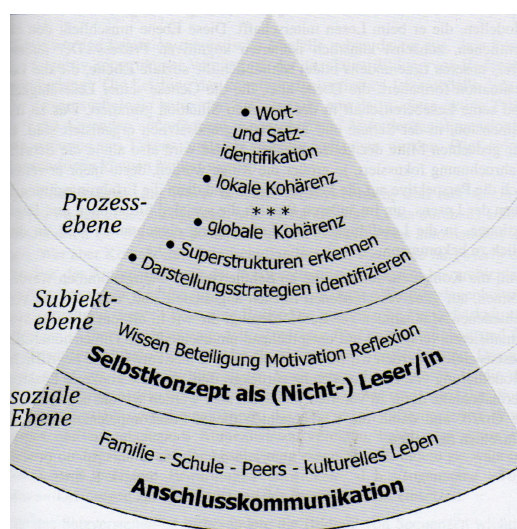 • Wort-
und Satz-
identifikation
• lokale Kohärenz
* * *
• globale Kohärenz
• Superstrukturen erkennen
• Darstellungsstrategien identifizieren
Prozess-
ebene
Wissen Beteiligung Motivation Reflexion
Selbstkonzept als (Nicht-) Leser/in
Subjekt-
ebene
Familie - Schule - Peers - kulturelles Leben
Anschlusskommunikation
soziale
Ebene